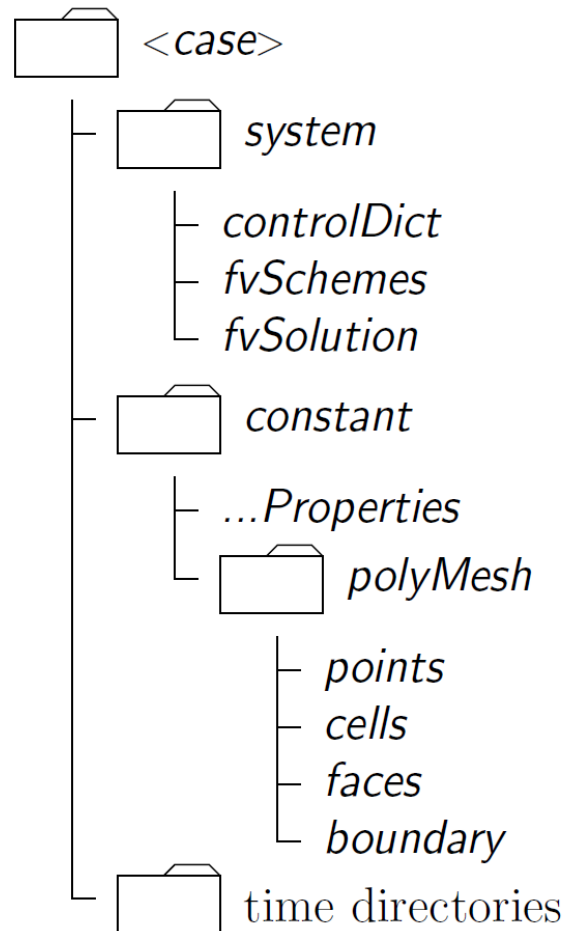 <case>
system
controlDict
fvSchemes
fvSolution
constant
...Properties
polyMesh
points
cells
faces
boundary
time directories